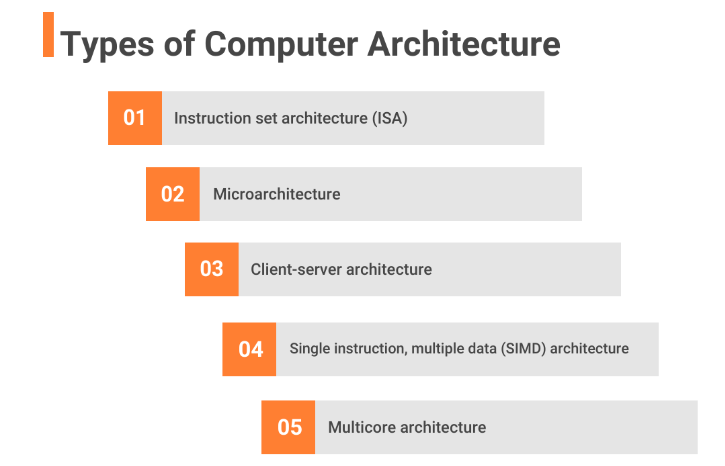 Types of Computer Architecture
01 Instruction set architecture (ISA)
02 Microarchitecture
03 Client-server architecture
04 Single instruction, multiple data (SIMD) architecture
05 Multicore architecture